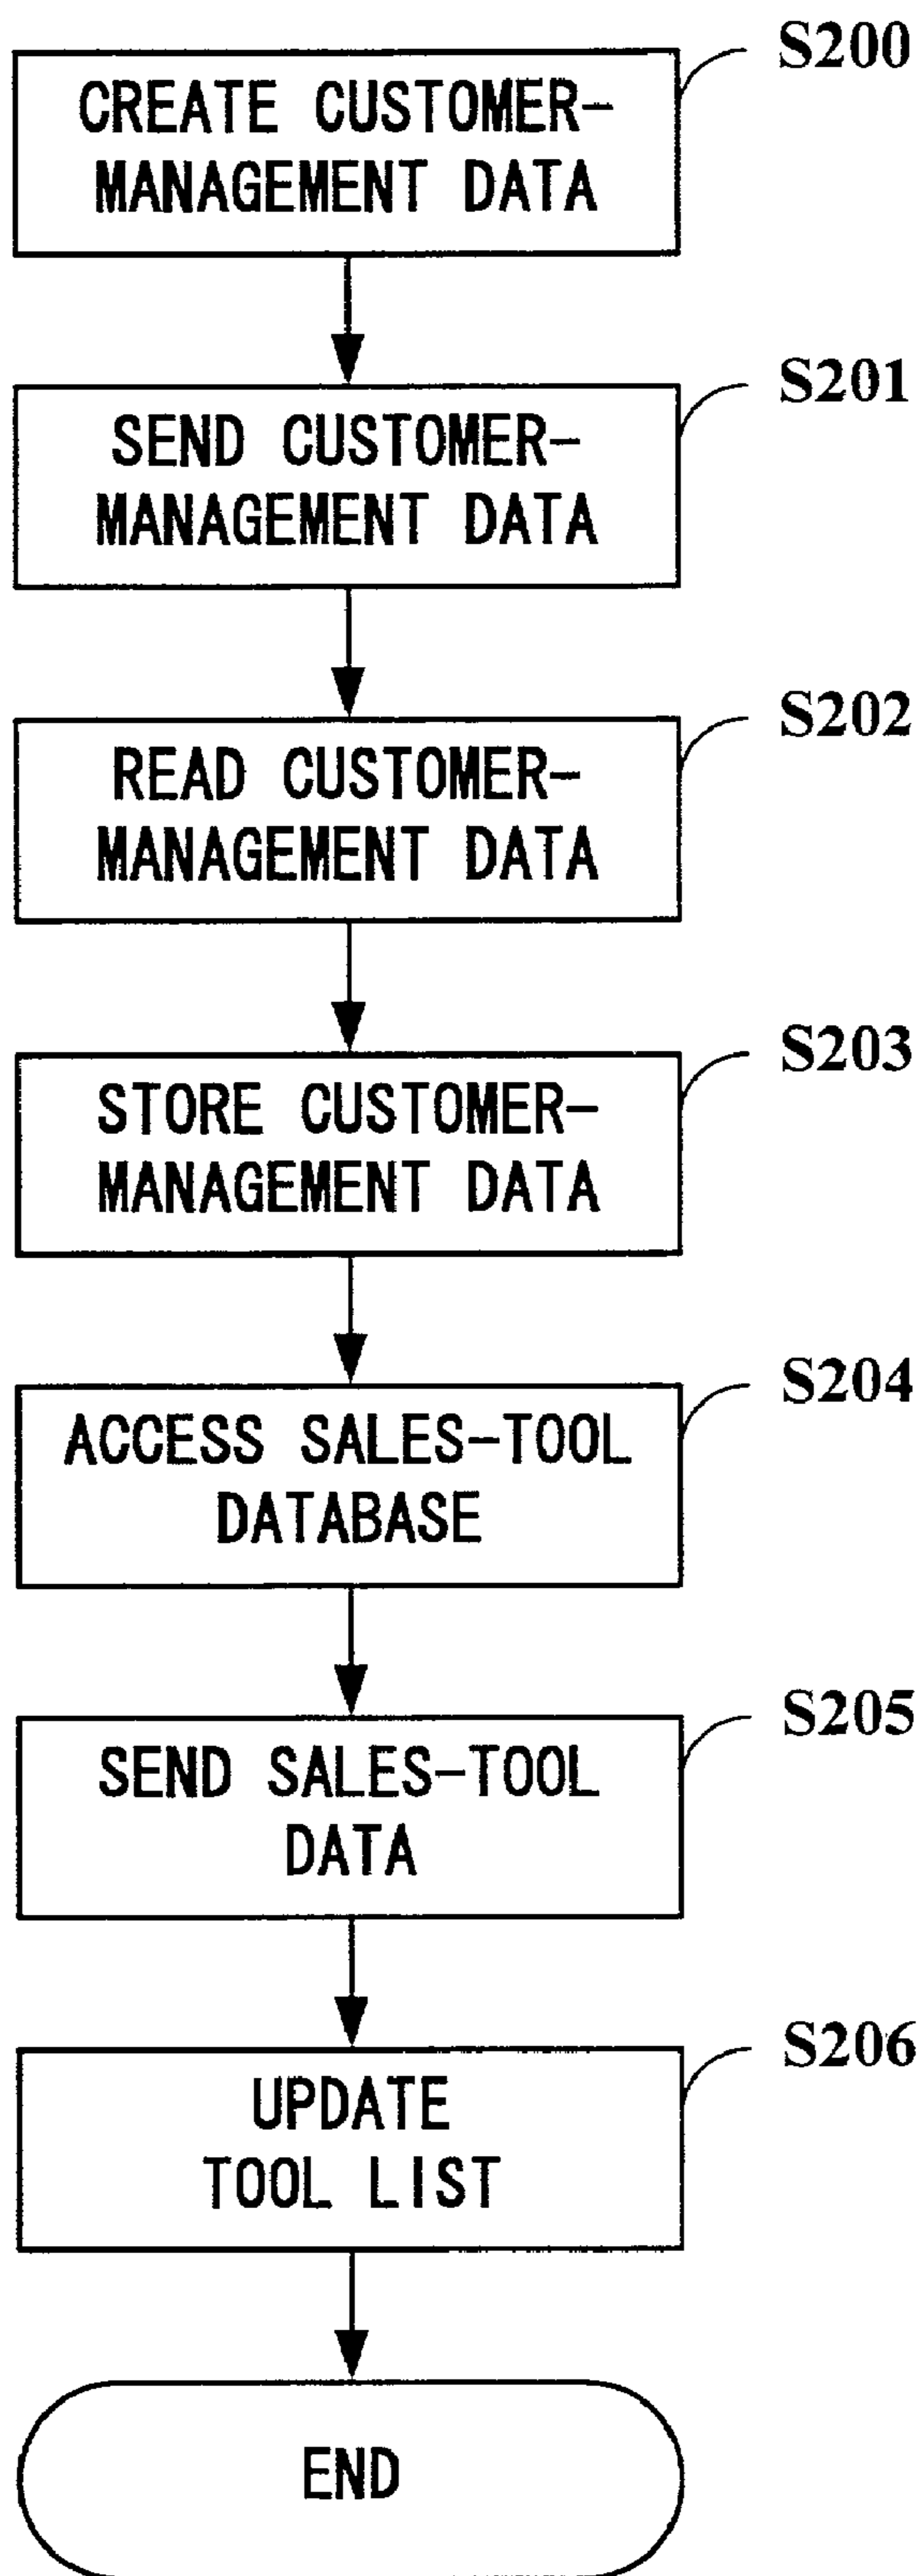 S200
CREATE CUSTOMER-
MANAGEMENT DATA
S201
SEND CUSTOMER-
MANAGEMENT DATA
S202
READ CUSTOMER-
MANAGEMENT DATA
S203
STORE CUSTOMER-
MANAGEMENT DATA
S204
ACCESS SALES-TOOL
DATABASE
S205
SEND SALES-TOOL
DATA
S206
UPDATE
TOOL LIST
END